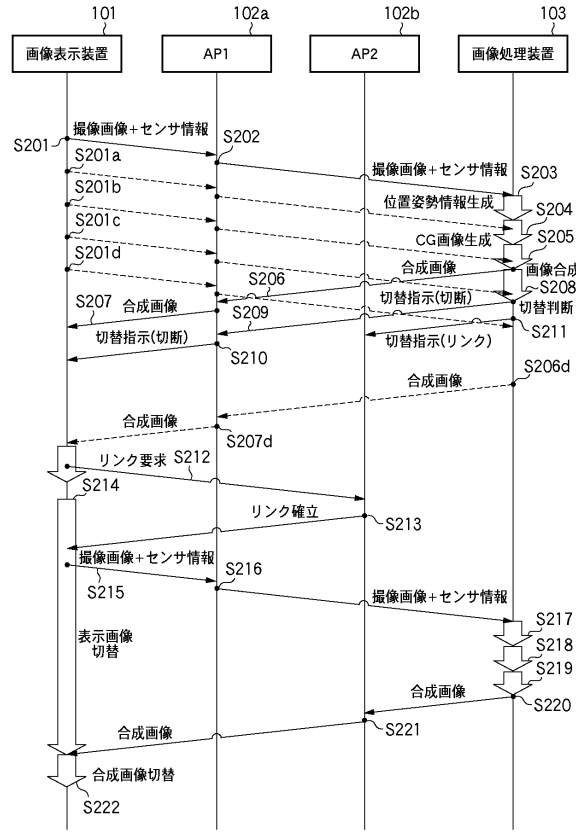 101
102a
102b
103
画像表示装置
AP1
AP2
画像処理装置
撮像画像+センサ情報
S201
S202
S201a
撮像画像+センサ情報
S203
S201b
位置姿勢情報生成
S204
S201c
CG画像生成
S205
S201d
合成画像
画像合成
S206
S208
S207
合成画像
切替指示(切断)
切替判断
S209
S211
切替指示(切断)
切替指示(リンク)
S210
S206d
合成画像
合成画像
S207d
リンク要求
S212
S214
リンク確立
S213
撮像画像+センサ情報
S216
S215
撮像画像+センサ情報
S217
表示画像
切替
S218
S219
合成画像
S220
合成画像
S221
合成画像切替
S222